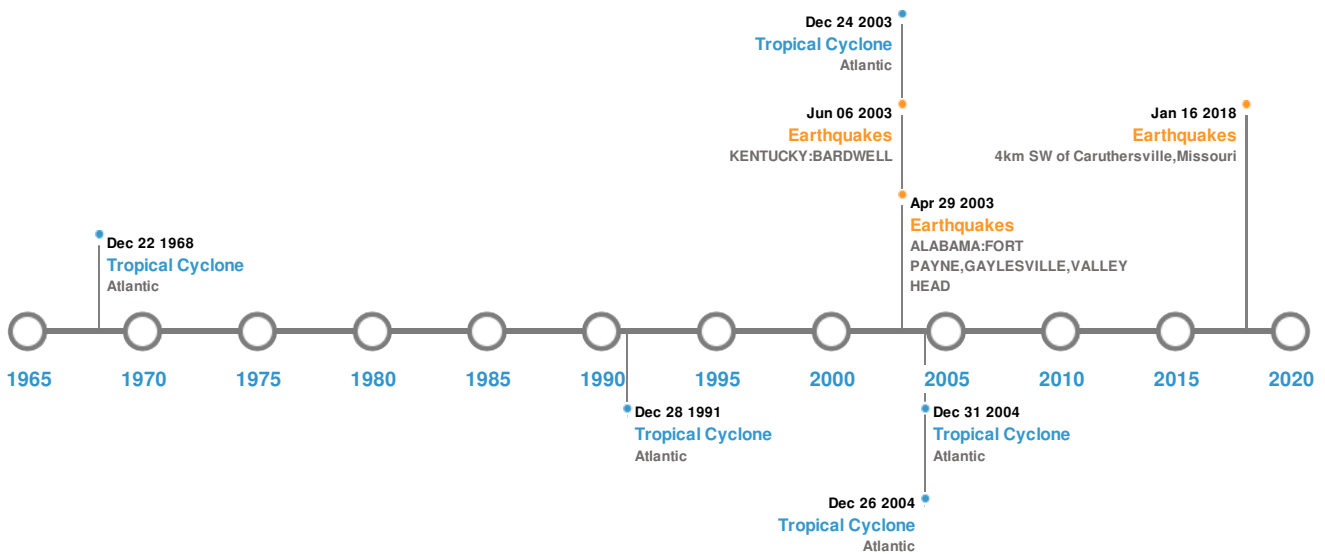 Dec 24 2003
Tropical Cyclone
Atlantic
Jun 06 2003
Earthquakes
KENTUCKY:BARDWELL
Jan 16 2018
Earthquakes
4km SW of Caruthersville,Missouri
Apr 29 2003
Earthquakes
ALABAMA:FORT
PAYNE,GAYLESVILLE,VALLEY
HEAD
Dec 22 1968
Tropical Cyclone
Atlantic
1965 1970 1975 1980 1985 1990 1995 2000 2005 2010 2015 2020
Dec 28 1991
Tropical Cyclone
Atlantic
Dec 31 2004
Tropical Cyclone
Atlantic
Dec 26 2004
Tropical Cyclone
Atlantic